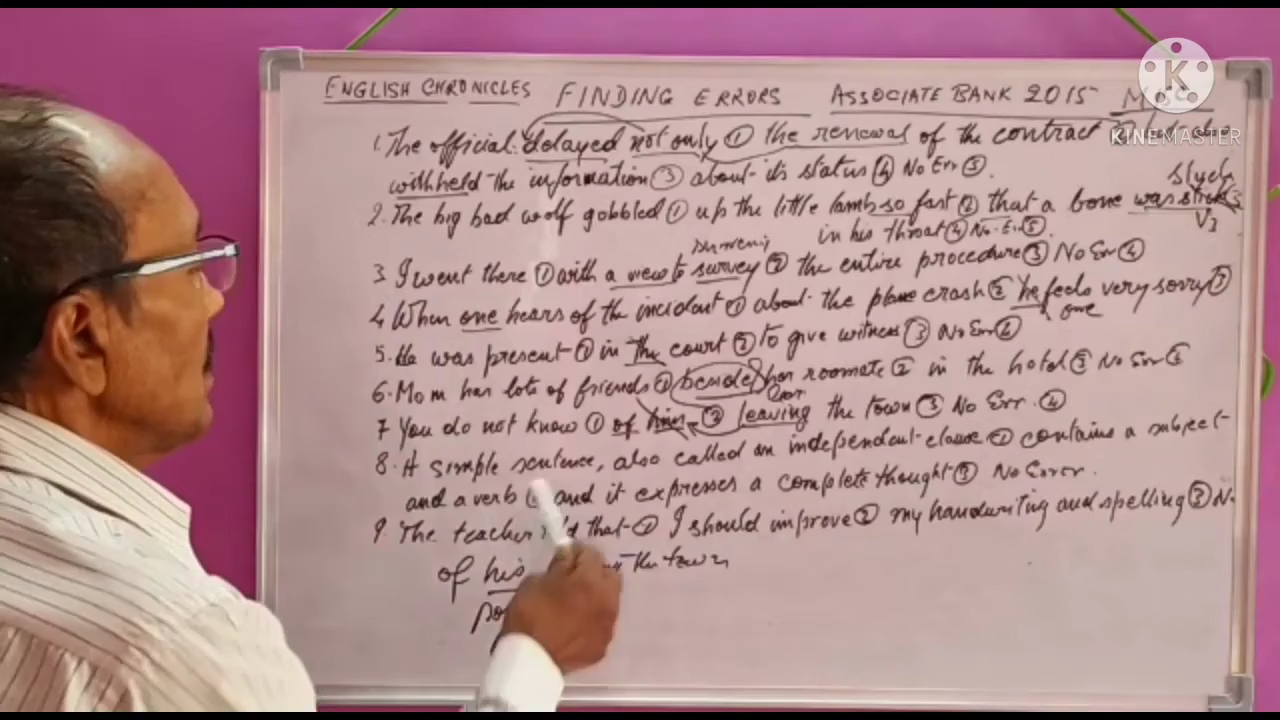 ENGLISH CHRONICLES FINDING ERRORS ASSOCIATE BANK 2015
K
KINEMASTER
1. The official delayed not only ① the renewal of the contract ②
withheld the information ③ about its status ④ No Err ⑤.
stuck
2. The big bad wolf gobbled ① up the little lamb so fast ② that a bone was
V3
in his throat ④ No. Err ⑤.
surveying
3. I went there ① with a view to survey ② the entire procedure ③ No Err ④
4. When one hears of the incident ① about the plane crash ② he feels very sorry ③
one
5. He was present ① in the court ② to give witness ③ No Err ④
6. Mom has lots of friends ① beside her roomate ② in the hotel ③ No Err
7 You do not know ① of him leaving the town ③ No Err. ④
8. A simple sentence, also called an independent clause ① contains a subject
and a verb and it expresses a complete thought ③ No Error.
9. The teacher that ① I should improve ② my handwriting and spelling ③ No
of his the town